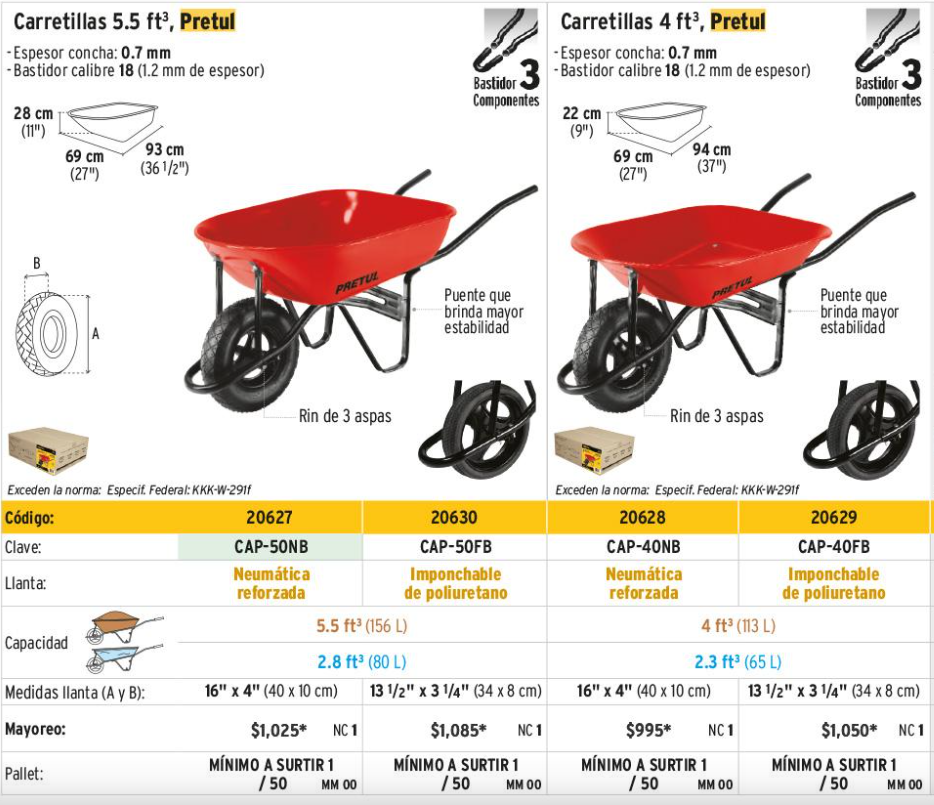 Carretillas 5.5 ft³, Pretul
- Espesor concha: 0.7 mm
- Bastidor calibre 18 (1.2 mm de espesor)
Bastidor 3
Componentes
28 cm
(11")
69 cm
(27")
93 cm
(36 1/2")
B
A
PRETUL
Puente que
brinda mayor
estabilidad
Rin de 3 aspas
Exceden la norma: Especif. Federal: KKK-W-291f
Carretillas 4 ft³, Pretul
- Espesor concha: 0.7 mm
- Bastidor calibre 18 (1.2 mm de espesor)
Bastidor 3
Componentes
22 cm
(9")
69 cm
(27")
94 cm
(37")
PRETUL
Puente que
brinda mayor
estabilidad
Rin de 3 aspas
Exceden la norma: Especif. Federal: KKK-W-291f
Código: 20627 20630 20628 20629
Clave: CAP-50NB CAP-50FB CAP-40NB CAP-40FB
Llanta: Neumática reforzada Imponchable de poliuretano Neumática reforzada Imponchable de poliuretano
Capacidad
5.5 ft³ (156 L) 4 ft³ (113 L)
2.8 ft³ (80 L) 2.3 ft³ (65 L)
Medidas llanta (A y B): 16" x 4" (40 x 10 cm) 13 1/2" x 3 1/4" (34 x 8 cm) 16" x 4" (40 x 10 cm) 13 1/2" x 3 1/4" (34 x 8 cm)
Mayoreo: $1,025* NC 1 $1,085* NC 1 $995* NC 1 $1,050* NC 1
Pallet: MÍNIMO A SURTIR 1 / 50 MM 00 MÍNIMO A SURTIR 1 / 50 MM 00 MÍNIMO A SURTIR 1 / 50 MM 00 MÍNIMO A SURTIR 1 / 50 MM 00